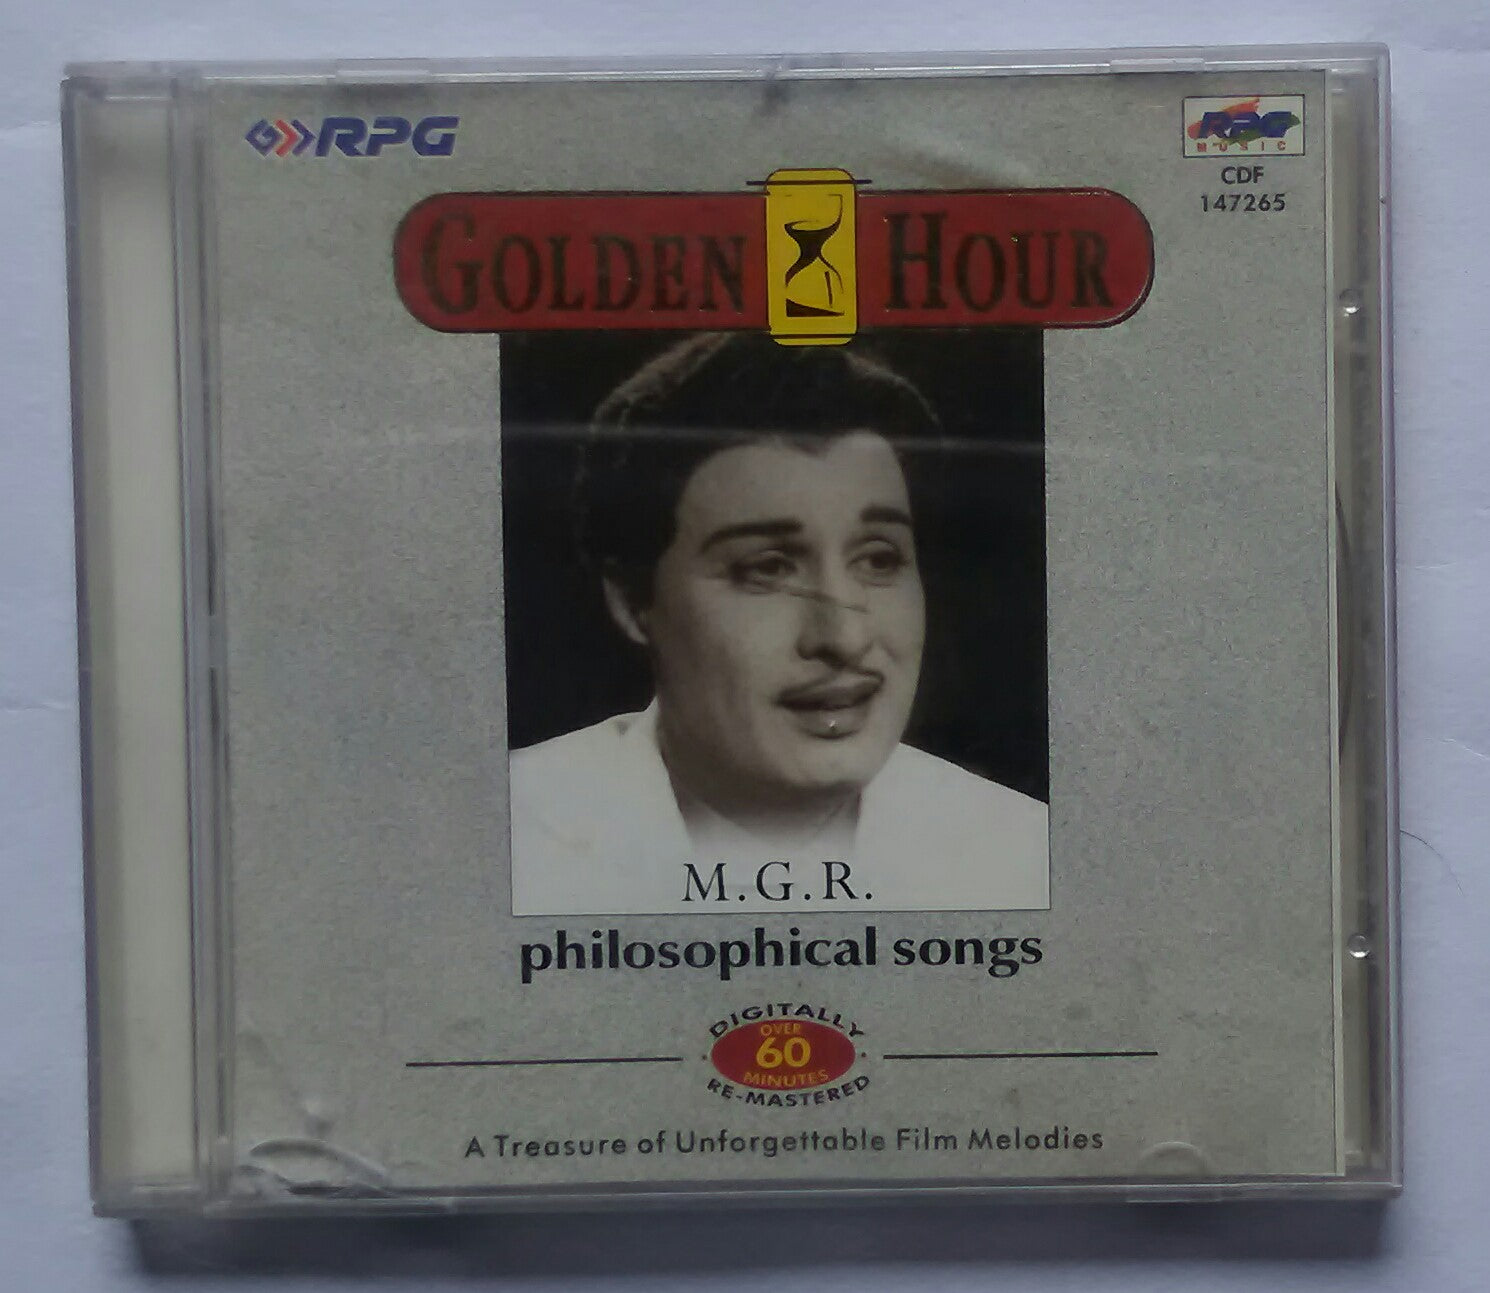 RPG
RPG
MUSIC
CDF
147265
GOLDEN HOUR
M.G.R.
philosophical songs
DIGITALLY
OVER
60
MINUTES
RE-MASTERED
A Treasure of Unforgettable Film Melodies